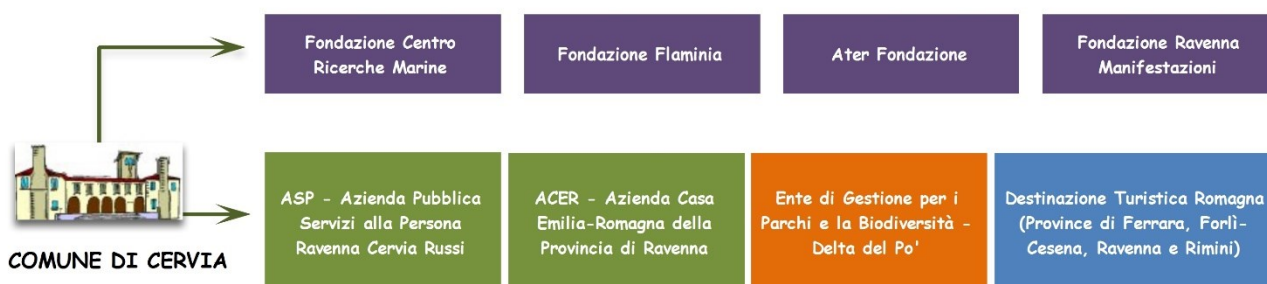 Fondazione Centro
Ricerche Marine
Fondazione Flaminia
Ater Fondazione
Fondazione Ravenna
Manifestazioni
COMUNE DI CERVIA
ASP - Azienda Pubblica
Servizi alla Persona
Ravenna Cervia Russi
ACER - Azienda Casa
Emilia-Romagna della
Provincia di Ravenna
Ente di Gestione per i
Parchi e la Biodiversità -
Delta del Po'
Destinazione Turistica Romagna
(Province di Ferrara, Forlì-
Cesena, Ravenna e Rimini)